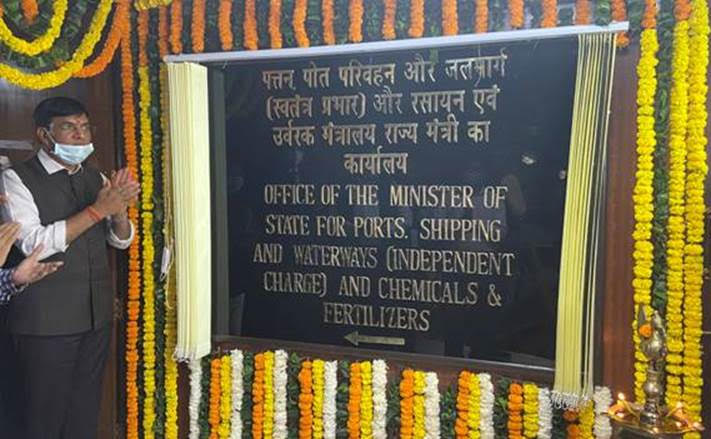 पत्तन, पोत परिवहन और जलमार्ग
(स्वतंत्र प्रभार) और रसायन एवं
उर्वरक मंत्रालय राज्य मंत्री का
कार्यालय
OFFICE OF THE MINISTER OF
STATE FOR PORTS, SHIPPING
AND WATERWAYS (INDEPENDENT
CHARGE) AND CHEMICALS &
FERTILIZERS